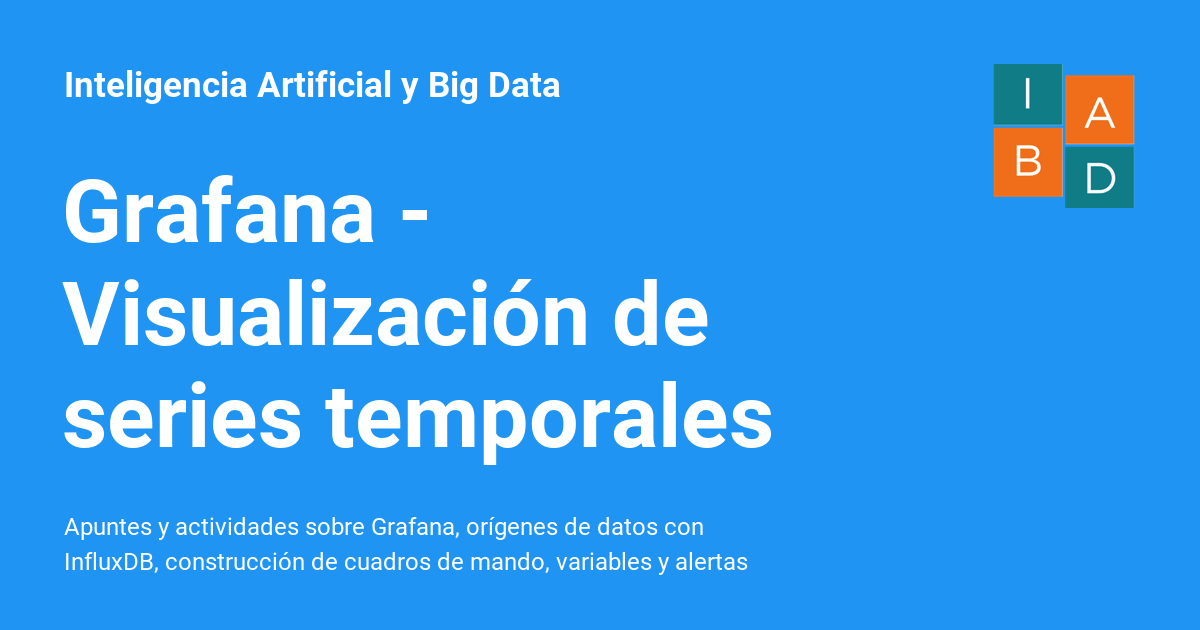 Inteligencia Artificial y Big Data
I
A
B
D
Grafana -
Visualización de
series temporales
Apuntes y actividades sobre Grafana, orígenes de datos con
InfluxDB, construcción de cuadros de mando, variables y alertas